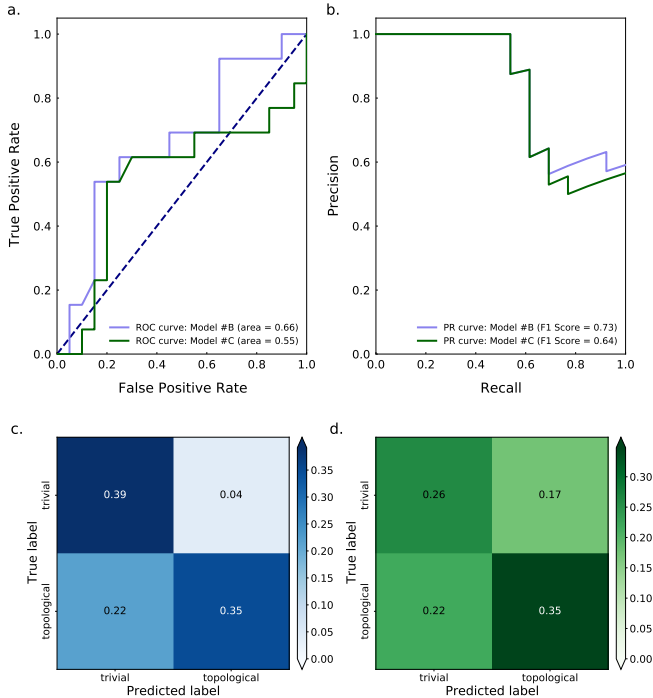 a.
True Positive Rate
1.0
0.8
0.6
0.4
0.2
0.0
0.0 0.2 0.4 0.6 0.8 1.0
False Positive Rate
ROC curve: Model #B (area = 0.66)
ROC curve: Model #C (area = 0.55)
b.
Precision
1.0
0.8
0.6
0.4
0.2
0.0
0.0 0.2 0.4 0.6 0.8 1.0
Recall
PR curve: Model #B (F1 Score = 0.73)
PR curve: Model #C (F1 Score = 0.64)
c.
True label
trivial
topological
0.39 0.04
0.22 0.35
trivial topological
Predicted label
0.35
0.30
0.25
0.20
0.15
0.10
0.05
0.00
d.
True label
trivial
topological
0.26 0.17
0.22 0.35
trivial topological
Predicted label
0.30
0.25
0.20
0.15
0.10
0.05
0.00